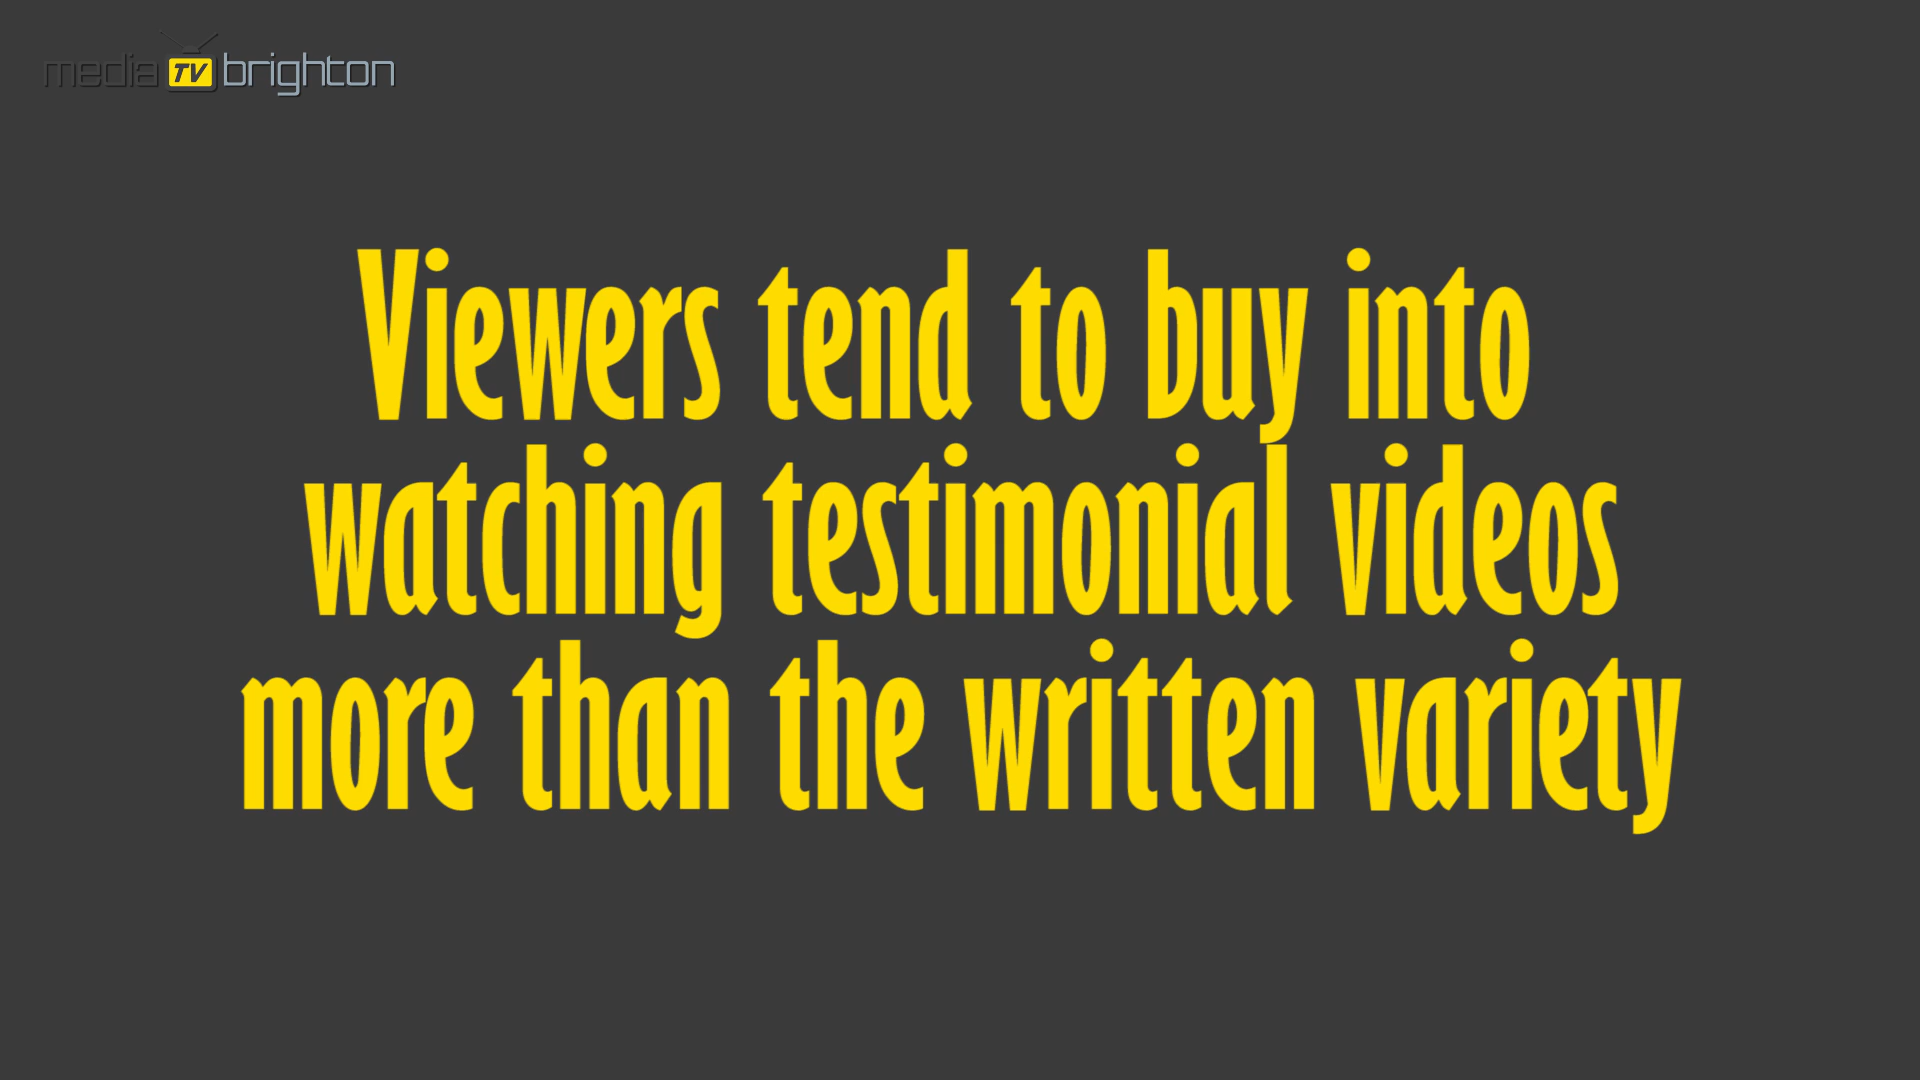 media TV brighton
Viewers tend to buy into
watching testimonial videos
more than the written variety